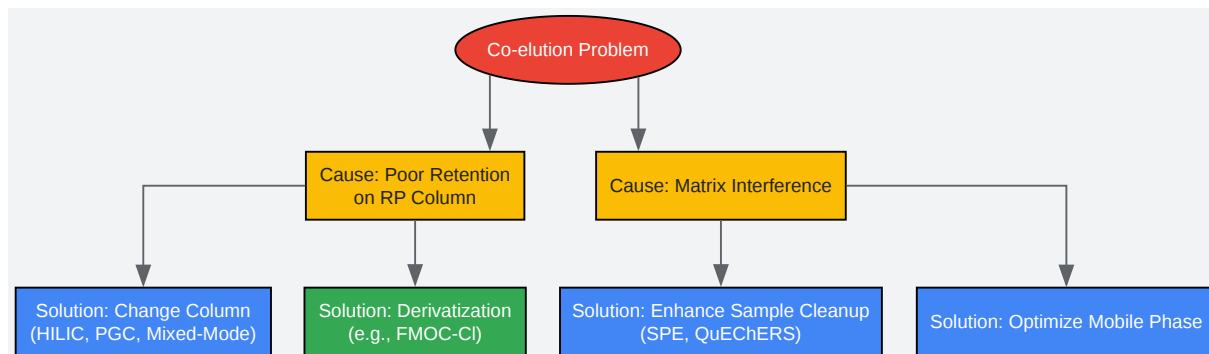 Co-elution Problem
Cause: Poor Retention
on RP Column
Cause: Matrix Interference
Solution: Change Column
(HILIC, PGC, Mixed-Mode)
Solution: Derivatization
(e.g., FMOC-Cl)
Solution: Enhance Sample Cleanup
(SPE, QuEChERS)
Solution: Optimize Mobile Phase